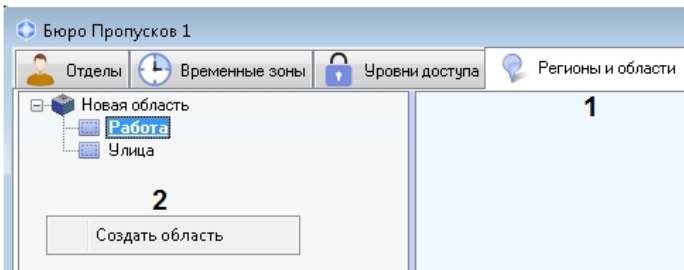 Бюро Пропусков 1
Отделы Временные зоны Уровни доступа Регионы и области
Новая область 1
Работа
Улица
2
Создать область